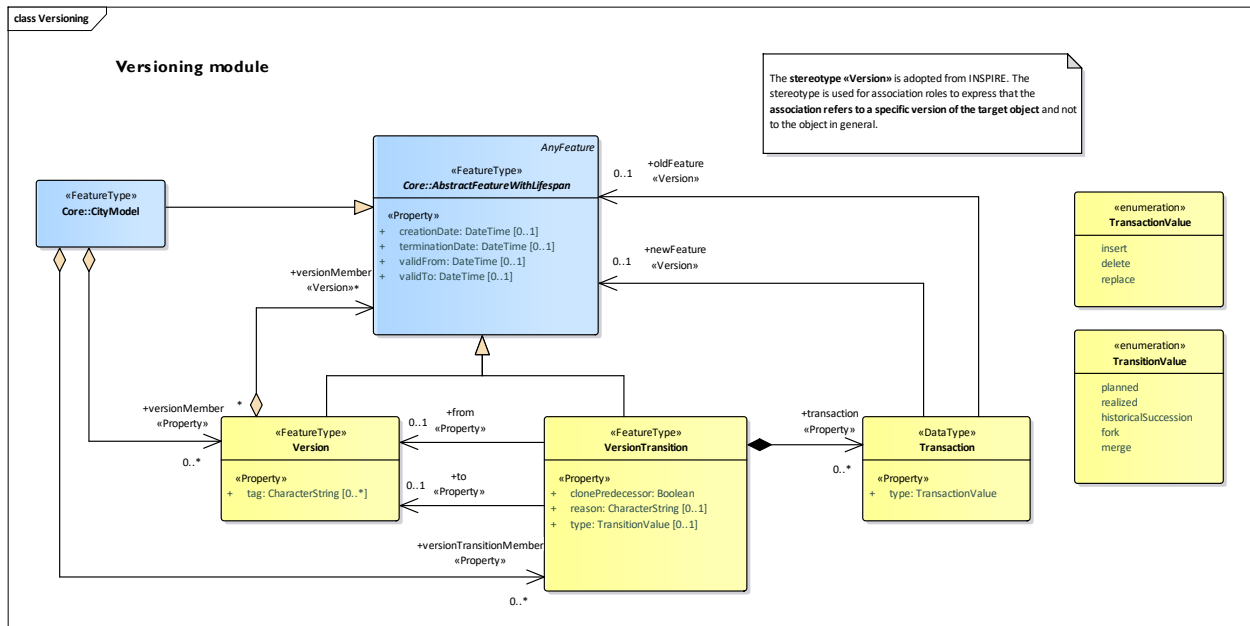 class Versioning
Versioning module
The stereotype «Version» is adopted from INSPIRE. The
stereotype is used for association roles to express that the
association refers to a specific version of the target object and not
to the object in general.
AnyFeature
«FeatureType»
Core::AbstractFeatureWithLifespan
«Property»
+ creationDate: DateTime [0..1]
+ terminationDate: DateTime [0..1]
+ validFrom: DateTime [0..1]
+ validTo: DateTime [0..1]
«FeatureType»
Core::CityModel
+oldFeature
0..1
«Version»
+newFeature
0..1
«Version»
+versionMember
«Version»*
«enumeration»
TransactionValue
insert
delete
replace
«enumeration»
TransitionValue
planned
realized
historicalSuccession
fork
merge
+versionMember
«Property»
*
0..*
«FeatureType»
Version
«Property»
+ tag: CharacterString [0..*]
+from
0..1
«Property»
+to
0..1
«Property»
+versionTransitionMember
«Property»
0..*
«FeatureType»
VersionTransition
«Property»
+ clonePredecessor: Boolean
+ reason: CharacterString [0..1]
+ type: TransitionValue [0..1]
+transaction
«Property»
0..*
«DataType»
Transaction
«Property»
+ type: TransactionValue